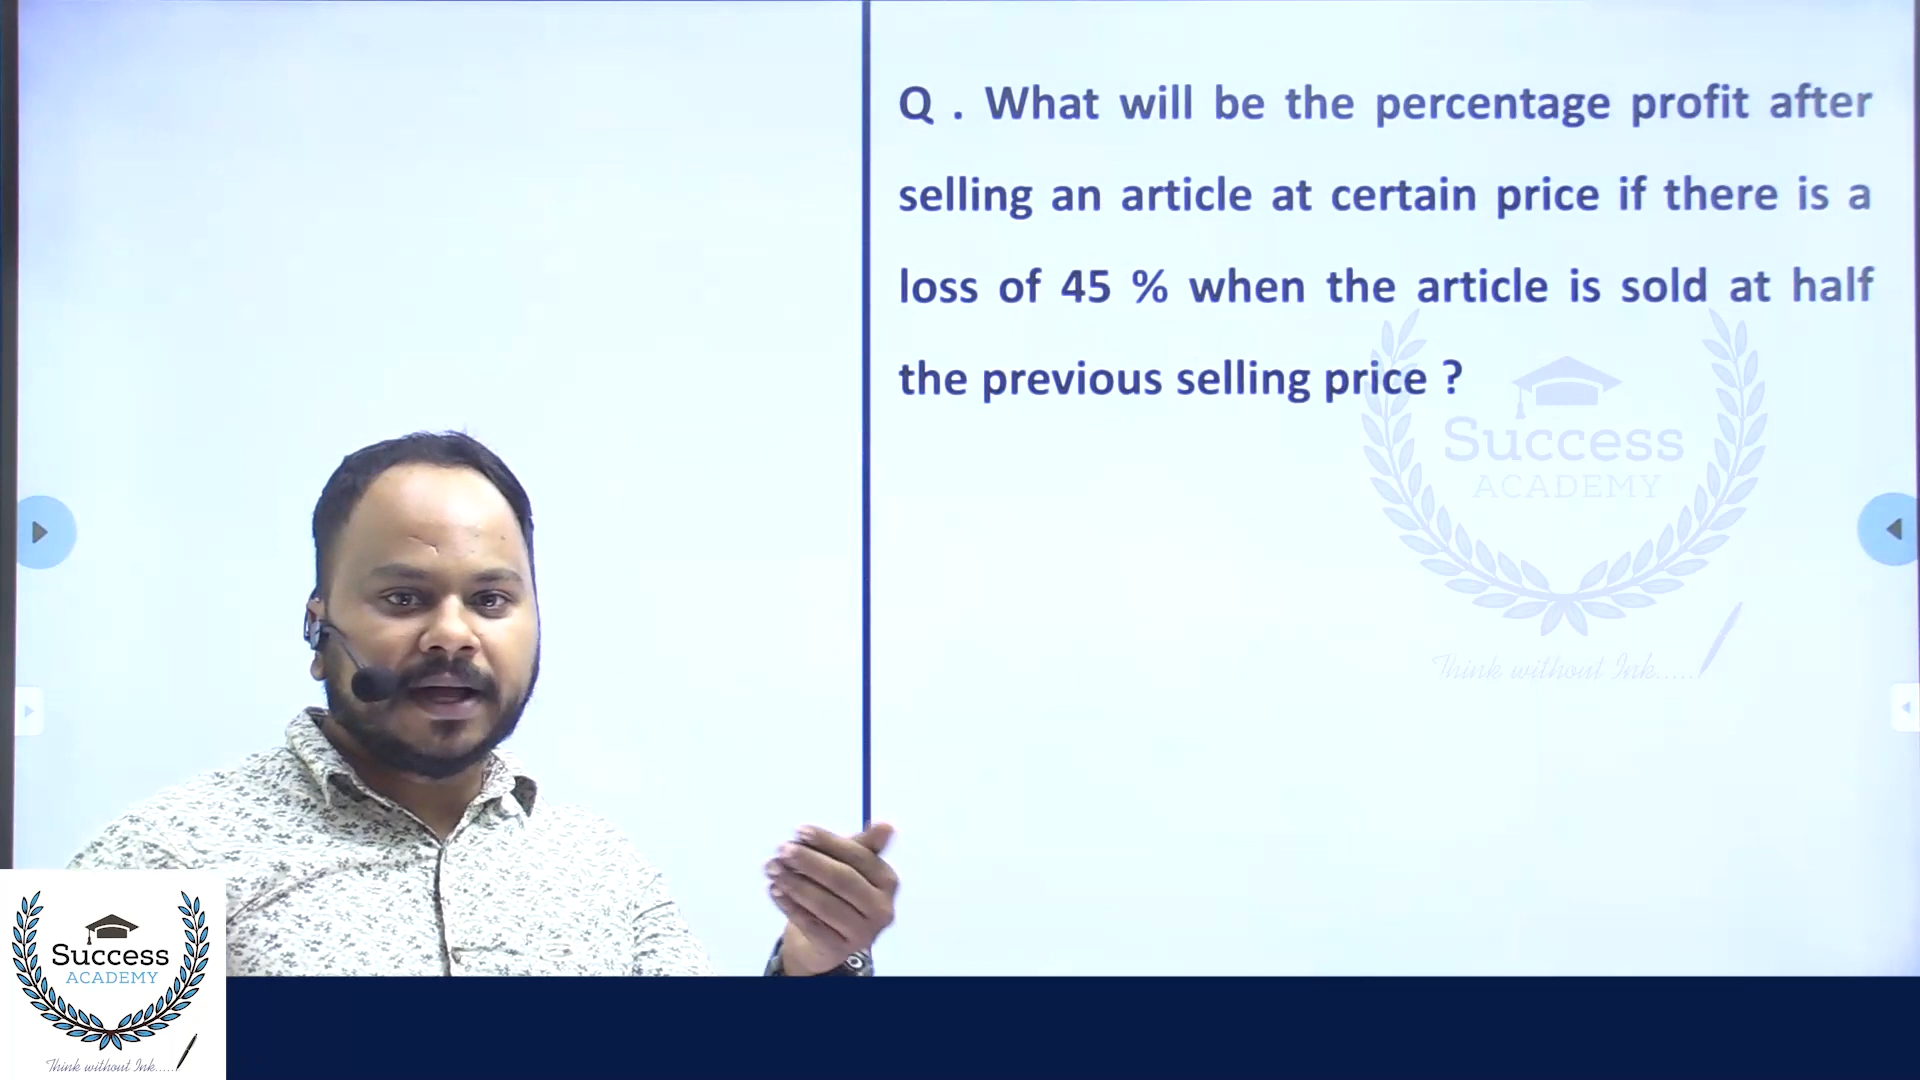 Q . What will be the percentage profit after
selling an article at certain price if there is a
loss of 45 % when the article is sold at half
the previous selling price ?
Success
ACADEMY
Think without Ink......
Success
ACADEMY
Think without Ink.....